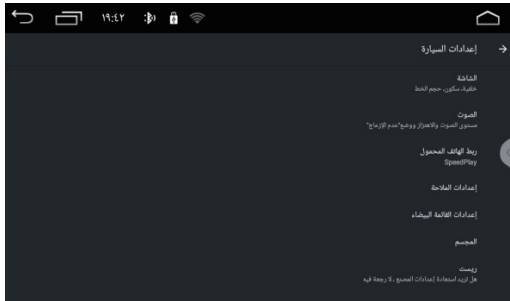 ١٩:٤٢
إعدادات السيارة
الشاشة
خلفية، سكون، حجم الخط
الصوت
مستوى الصوت والاهتزاز ووضع"عدم الإزعاج"
ربط الهاتف المحمول
SpeedPlay
إعدادات الملاحة
إعدادات القائمة البيضاء
المجسم
ريست
هل تريد استعادة إعدادات المصنع ، لا رجعة فيه